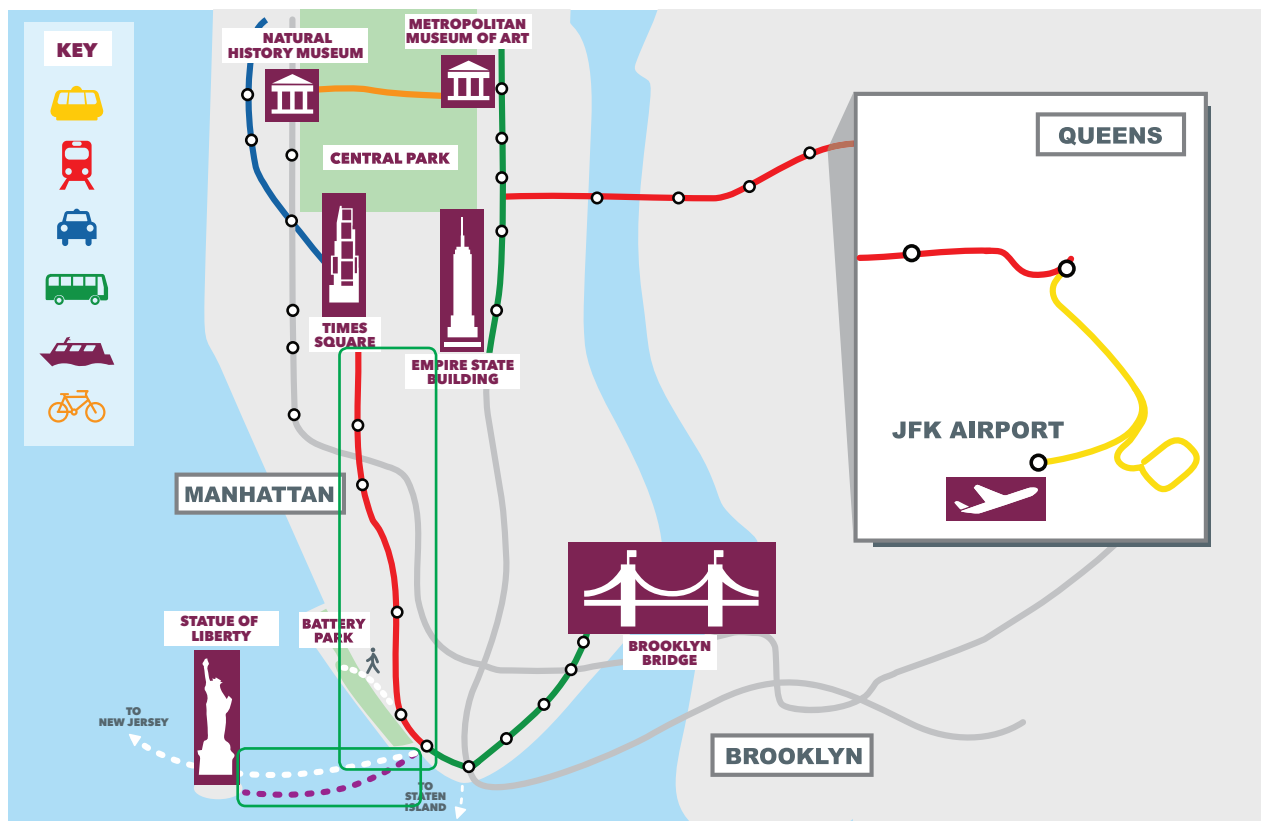 KEY
NATURAL
HISTORY MUSEUM
METROPOLITAN
MUSEUM OF ART
CENTRAL PARK
QUEENS
TIMES
SQUARE
EMPIRE STATE
BUILDING
JFK AIRPORT
MANHATTAN
STATUE OF
LIBERTY
BATTERY
PARK
BROOKLYN
BRIDGE
TO
NEW JERSEY
BROOKLYN
TO
STATEN
ISLAND